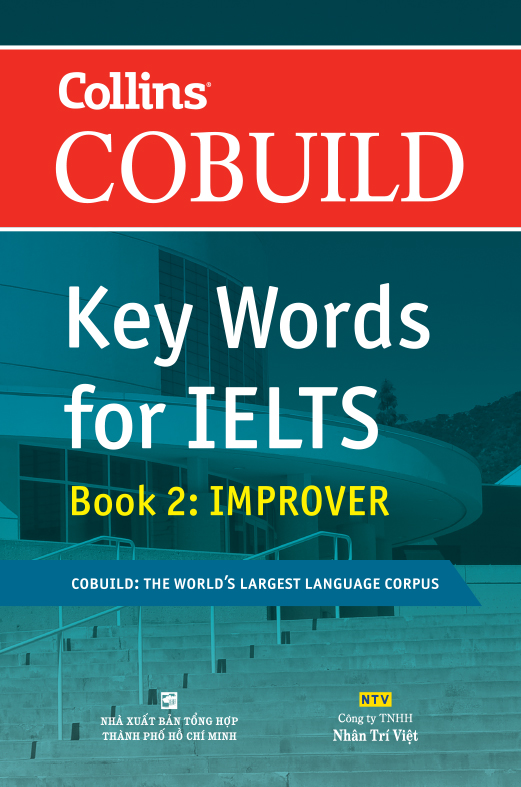 Collins®
COBUILD
Key Words
for IELTS
Book 2: IMPROVER
COBUILD: THE WORLD'S LARGEST LANGUAGE CORPUS
NHÀ XUẤT BẢN TỔNG HỢP
THÀNH PHỐ HỒ CHÍ MINH
NTV
Công ty TNHH
Nhân Trí Việt